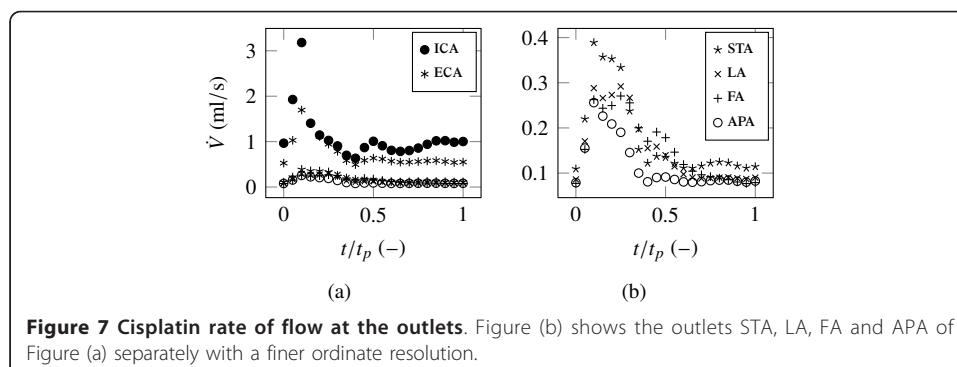 3
2
1
0
V̇ (ml/s)
ICA
ECA
0
0.5
1
t/tp (−)
(a)
0.4
0.3
0.2
0.1
STA
LA
FA
APA
0
0.5
1
t/tp (−)
(b)
Figure 7 Cisplatin rate of flow at the outlets. Figure (b) shows the outlets STA, LA, FA and APA of
Figure (a) separately with a finer ordinate resolution.